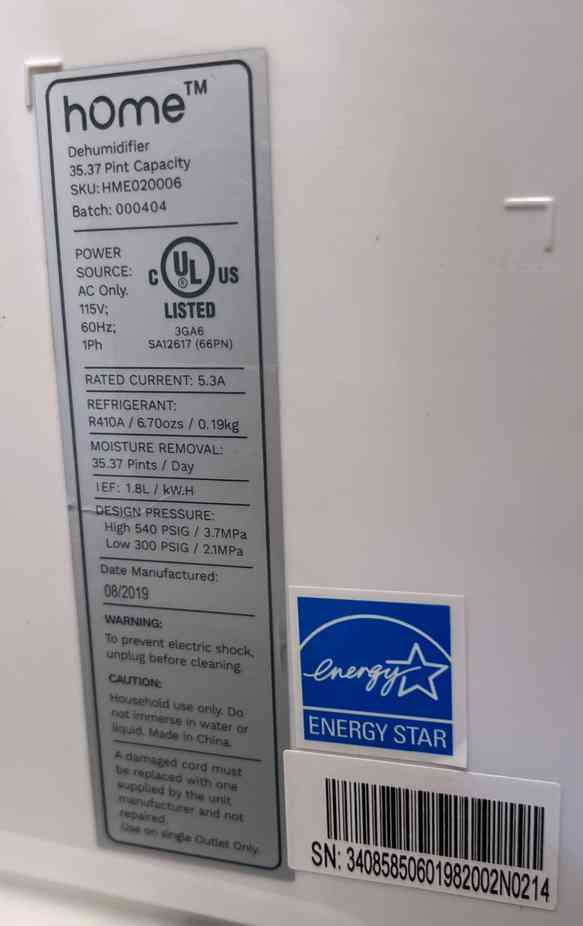 hOme™
Dehumidifier
35.37 Pint Capacity
SKU: HME020006
Batch: 000404
POWER
SOURCE:
AC Only.
115V;
60Hz;
1Ph
C UL ® US
LISTED
3GA6
SA12617 (66PN)
RATED CURRENT: 5.3A
REFRIGERANT:
R410A / 6.70ozs / 0.19kg
MOISTURE REMOVAL:
35.37 Pints / Day
IEF: 1.8L / kW.H
DESIGN PRESSURE:
High 540 PSIG / 3.7MPa
Low 300 PSIG / 2.1MPa
Date Manufactured:
08/2019
WARNING:
To prevent electric shock,
unplug before cleaning.
CAUTION:
Household use only. Do
not immerse in water or
liquid. Made in China.
A damaged cord must
be replaced with one
supplied by the unit
manufacturer and not
repaired.
Use on single Outlet Only.
energy
ENERGY STAR
SN: 34085850601982002N0214